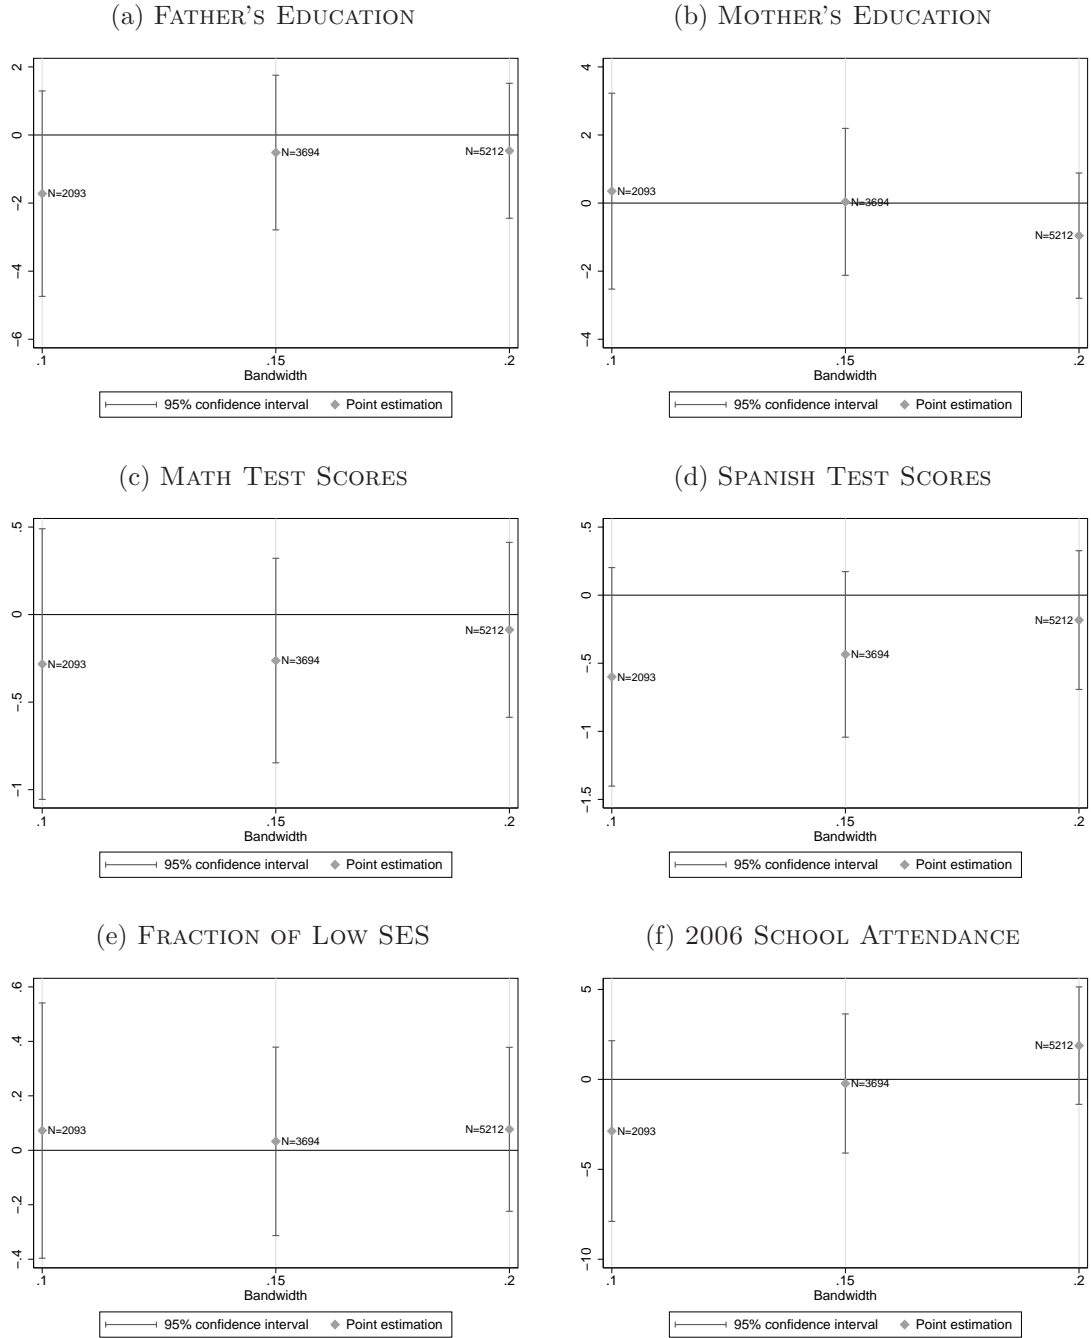 (a) FATHER'S EDUCATION
2
0
−2
−4
−6
N=2093
N=3694
N=5212
.1
.15
.2
Bandwidth
95% confidence interval
Point estimation
(b) MOTHER'S EDUCATION
4
2
0
−2
−4
N=2093
N=3694
N=5212
.1
.15
.2
Bandwidth
95% confidence interval
Point estimation
(c) MATH TEST SCORES
.5
0
−.5
−1
N=2093
N=3694
N=5212
.1
.15
.2
Bandwidth
95% confidence interval
Point estimation
(d) SPANISH TEST SCORES
.5
0
−.5
−1
−1.5
N=2093
N=3694
N=5212
.1
.15
.2
Bandwidth
95% confidence interval
Point estimation
(e) FRACTION OF LOW SES
.6
.4
.2
0
−.2
−.4
N=2093
N=3694
N=5212
.1
.15
.2
Bandwidth
95% confidence interval
Point estimation
(f) 2006 SCHOOL ATTENDANCE
5
0
−5
−10
N=2093
N=3694
N=5212
.1
.15
.2
Bandwidth
95% confidence interval
Point estimation